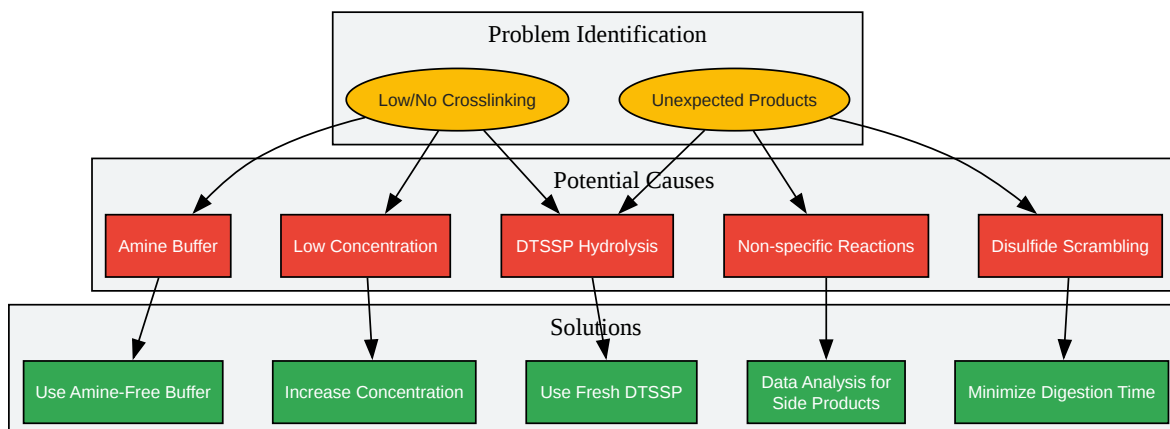 Problem Identification
Low/No Crosslinking
Unexpected Products
Potential Causes
Amine Buffer
Low Concentration
DTSSP Hydrolysis
Non-specific Reactions
Disulfide Scrambling
Solutions
Use Amine-Free Buffer
Increase Concentration
Use Fresh DTSSP
Data Analysis for
Side Products
Minimize Digestion Time